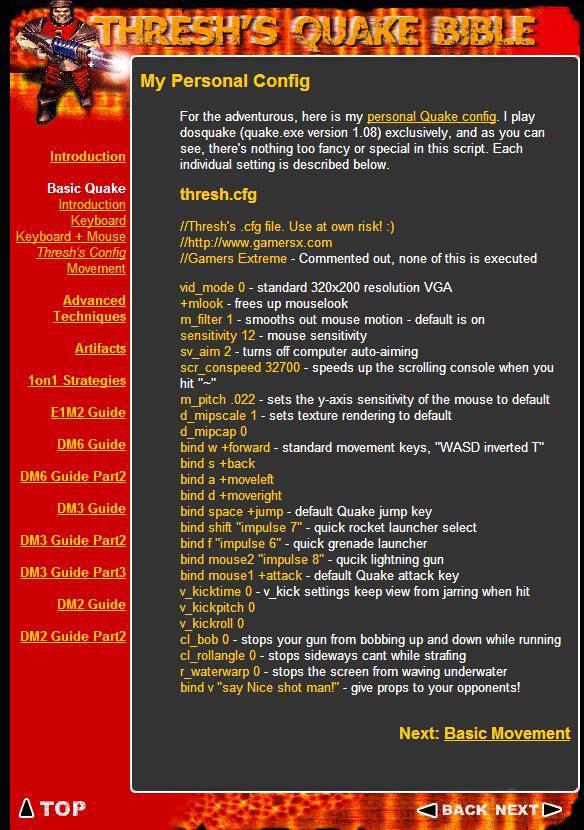 THRESH'S QUAKE BIBLE
Introduction
Basic Quake
Introduction
Keyboard
Keyboard + Mouse
Thresh's Config
Movement
Advanced
Techniques
Artifacts
1on1 Strategies
E1M2 Guide
DM6 Guide
DM6 Guide Part2
DM3 Guide
DM3 Guide Part2
DM3 Guide Part3
DM2 Guide
DM2 Guide Part2
My Personal Config
For the adventurous, here is my personal Quake config. I play
dosquake (quake.exe version 1.08) exclusively, and as you can
see, there's nothing too fancy or special in this script. Each
individual setting is described below.
thresh.cfg
//Thresh's .cfg file. Use at own risk! :)
//http://www.gamersx.com
//Gamers Extreme - Commented out, none of this is executed
vid_mode 0 - standard 320x200 resolution VGA
+mlook - frees up mouselook
m_filter 1 - smooths out mouse motion - default is on
sensitivity 12 - mouse sensitivity
sv_aim 2 - turns off computer auto-aiming
scr_conspeed 32700 - speeds up the scrolling console when you
hit "~"
m_pitch .022 - sets the y-axis sensitivity of the mouse to default
d_mipscale 1 - sets texture rendering to default
d_mipcap 0
bind w +forward - standard movement keys, "WASD inverted T"
bind s +back
bind a +moveleft
bind d +moveright
bind space +jump - default Quake jump key
bind shift "impulse 7" - quick rocket launcher select
bind f "impulse 6" - quick grenade launcher
bind mouse2 "impulse 8" - qucik lightning gun
bind mouse1 +attack - default Quake attack key
v_kicktime 0 - v_kick settings keep view from jarring when hit
v_kickpitch 0
v_kickroll 0
cl_bob 0 - stops your gun from bobbing up and down while running
cl_rollangle 0 - stops sideways cant while strafing
r_waterwarp 0 - stops the screen from waving underwater
bind v "say Nice shot man!" - give props to your opponents!
Next: Basic Movement
TOP
BACK NEXT